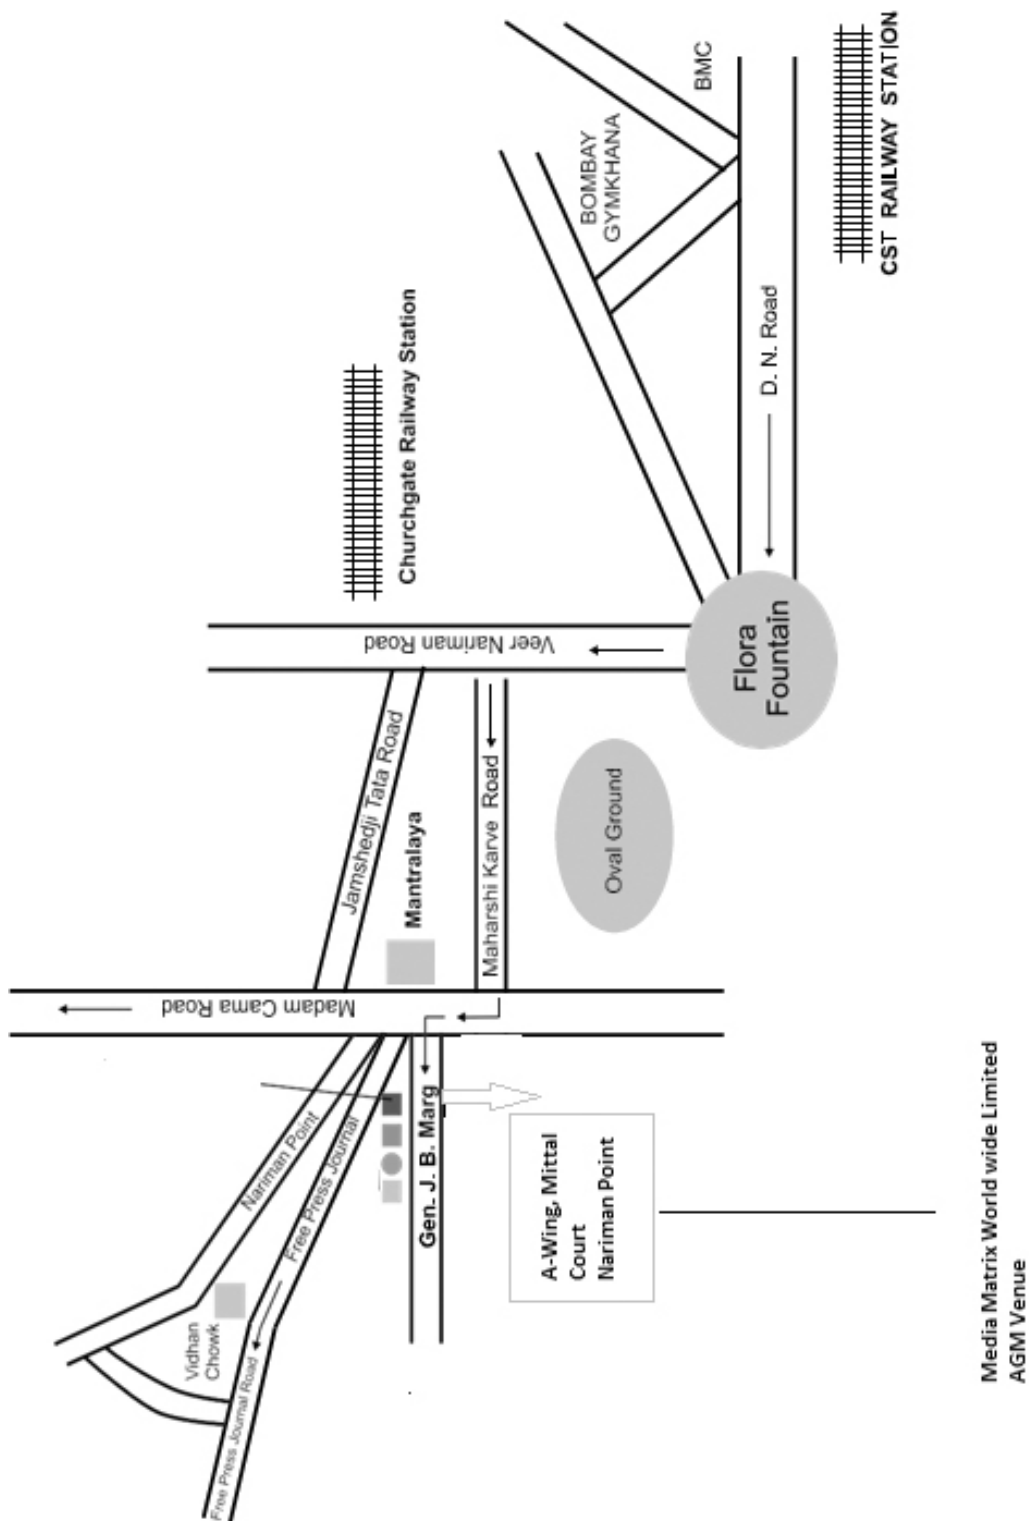 BMC
BOMBAY
GYMKHANA
CST RAILWAY STATION
D. N. Road
Churchgate Railway Station
Veer Nariman Road
Flora
Fountain
Jamshedji Tata Road
Mantralaya
Maharshi Karve Road
Oval Ground
Madam Cama Road
Nariman Point
Free Press Journal
Gen. J. B. Marg
Vidhan
Chowk
Free Press Journal Road
A-Wing, Mittal
Court
Nariman Point
Media Matrix World wide Limited
AGM Venue